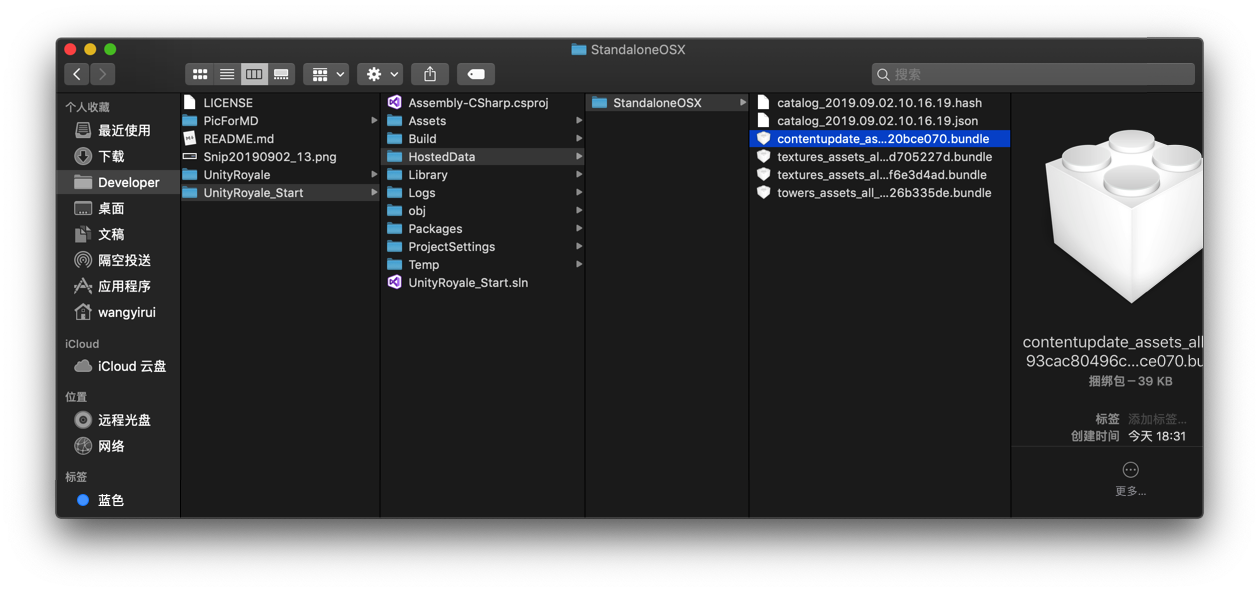 StandaloneOSX
搜索
个人收藏
最近使用
下载
Developer
桌面
文稿
隔空投送
应用程序
wangyirui
iCloud
iCloud 云盘
位置
远程光盘
网络
标签
蓝色
LICENSE
PicForMD
README.md
Snip20190902_13.png
UnityRoyale
UnityRoyale_Start
Assembly-CSharp.csproj
Assets
Build
HostedData
Library
Logs
obj
Packages
ProjectSettings
Temp
UnityRoyale_Start.sln
StandaloneOSX
catalog_2019.09.02.10.16.19.hash
catalog_2019.09.02.10.16.19.json
contentupdate_as...20bce070.bundle
textures_assets_al...d705227d.bundle
textures_assets_al...f6e3d4ad.bundle
towers_assets_all_...26b335de.bundle
contentupdate_assets_all
93cac80496c...ce070.bu
捆绑包 – 39 KB
标签 添加标签...
创建时间 今天 18:31
更多...